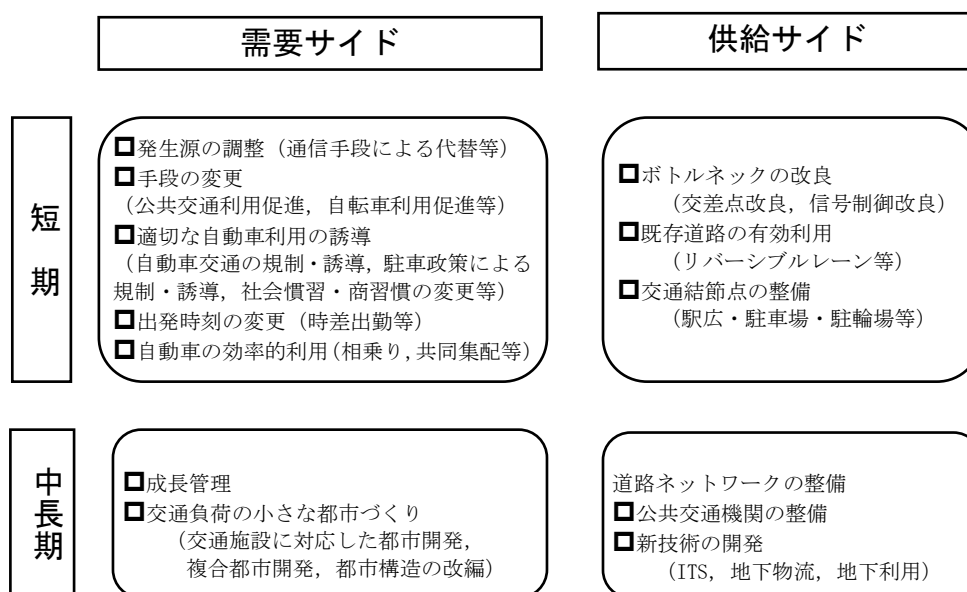 需要サイド
供給サイド
短期
◘発生源の調整（通信手段による代替等）
◘手段の変更
（公共交通利用促進，自転車利用促進等）
◘適切な自動車利用の誘導
（自動車交通の規制・誘導，駐車政策による
規制・誘導，社会慣習・商習慣の変更等）
◘出発時刻の変更（時差出勤等）
◘自動車の効率的利用（相乗り，共同集配等）
◘ボトルネックの改良
（交差点改良，信号制御改良）
◘既存道路の有効利用
（リバーシブルレーン等）
◘交通結節点の整備
（駅広・駐車場・駐輪場等）
中長期
◘成長管理
◘交通負荷の小さな都市づくり
（交通施設に対応した都市開発，
複合都市開発，都市構造の改編）
道路ネットワークの整備
◘公共交通機関の整備
◘新技術の開発
（ITS，地下物流，地下利用）